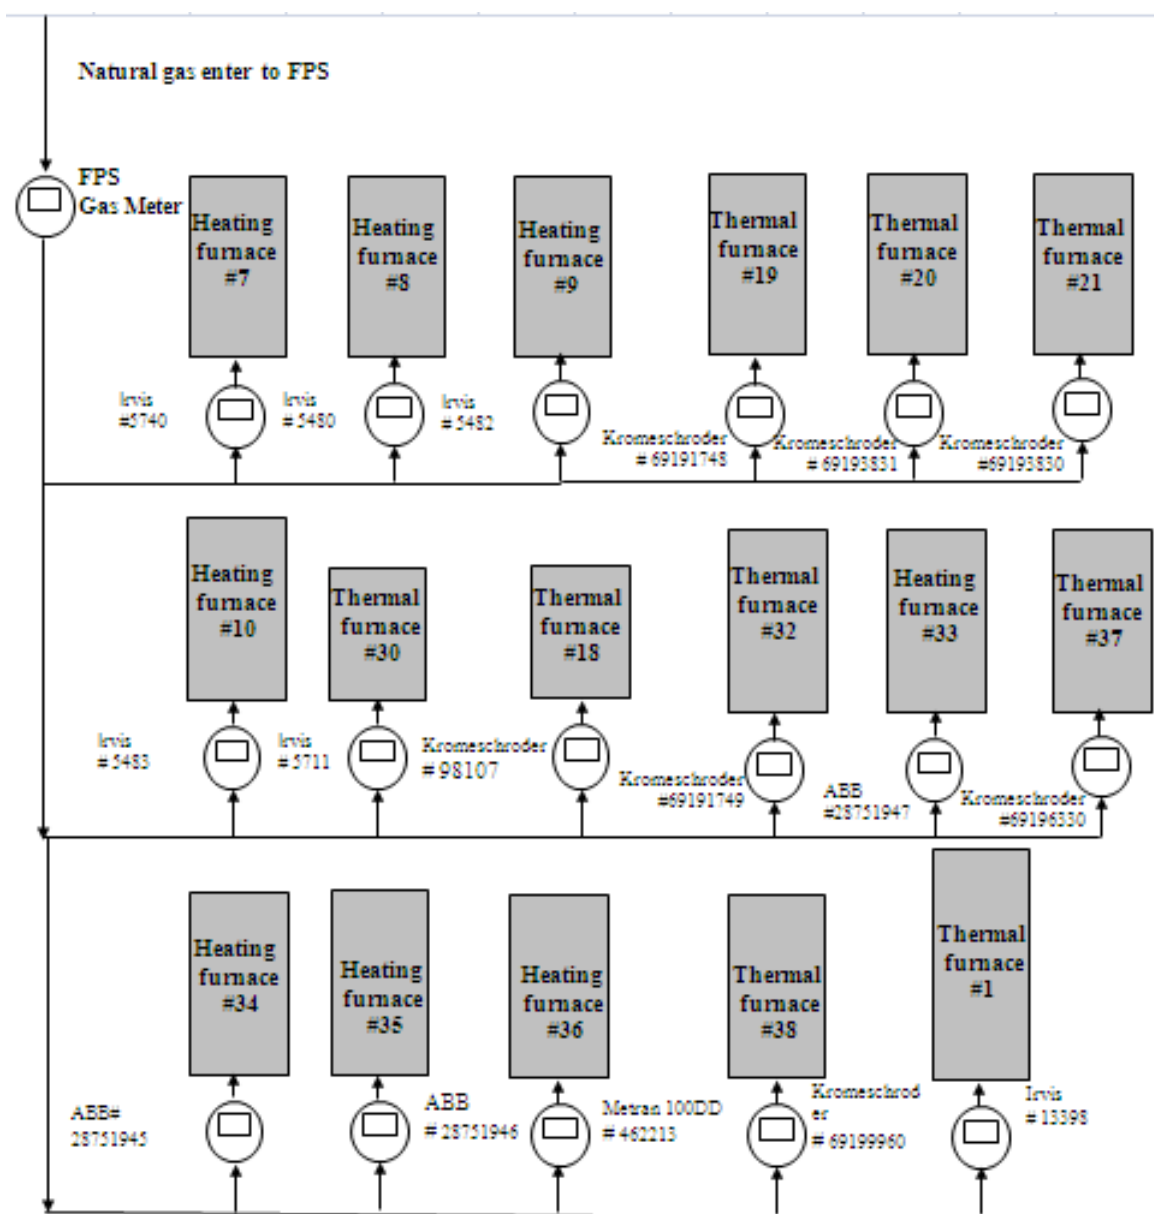 Natural gas enter to FPS
FPS
Gas Meter
Heating
furnace
#7
Heating
furnace
#8
Heating
furnace
#9
Thermal
furnace
#19
Thermal
furnace
#20
Thermal
furnace
#21
Irvis
#5740
Irvis
# 5480
Irvis
# 5482
Kromeschroder
# 69191748
Kromeschroder
# 69193831
Kromeschroder
#69193830
Heating
furnace
#10
Thermal
furnace
#30
Thermal
furnace
#18
Thermal
furnace
#32
Heating
furnace
#33
Thermal
furnace
#37
Irvis
# 5483
Irvis
# 5711
Kromeschroder
# 98107
Kromeschroder
#69191749
ABB
#28751947
Kromeschroder
#69196330
Heating
furnace
#34
Heating
furnace
#35
Heating
furnace
#36
Thermal
furnace
#38
Thermal
furnace
#1
ABB#
28751945
ABB
# 28751946
Metran 100DD
# 462213
Kromeschrod
er
# 69199960
Irvis
# 13398